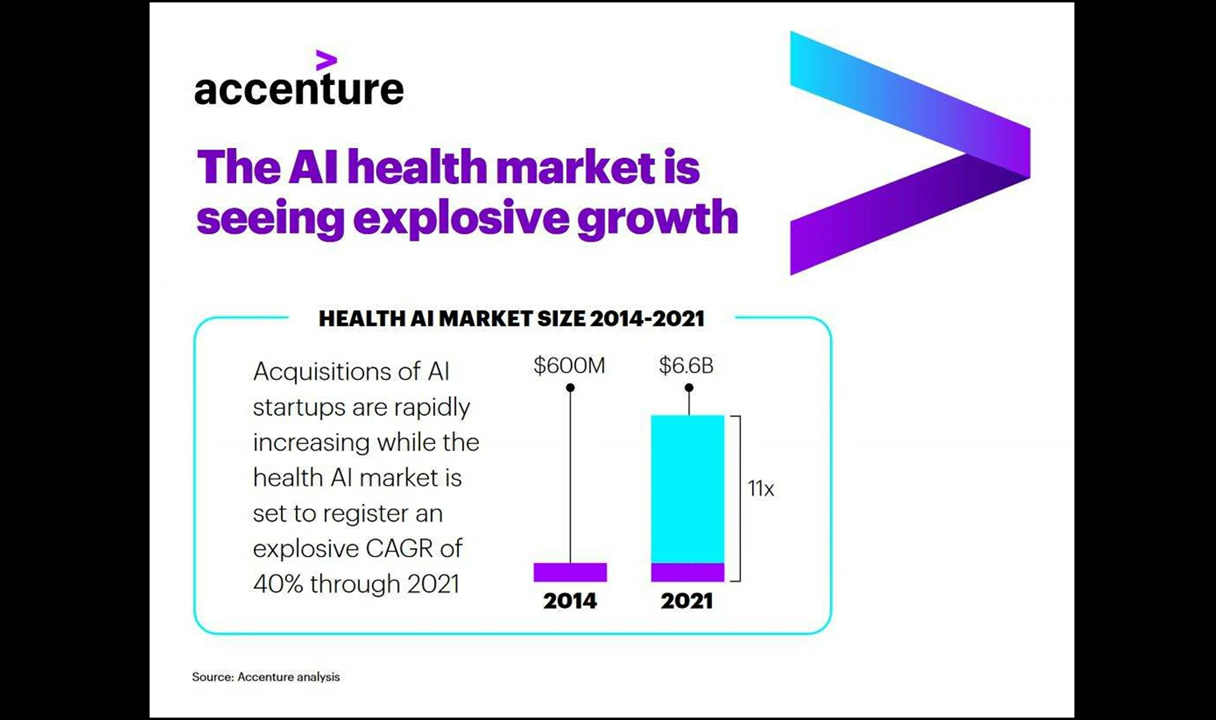 accenture
The AI health market is
seeing explosive growth
HEALTH AI MARKET SIZE 2014-2021
Acquisitions of AI
startups are rapidly
increasing while the
health AI market is
set to register an
explosive CAGR of
40% through 2021
$600M
$6.6B
11x
2014
2021
Source: Accenture analysis